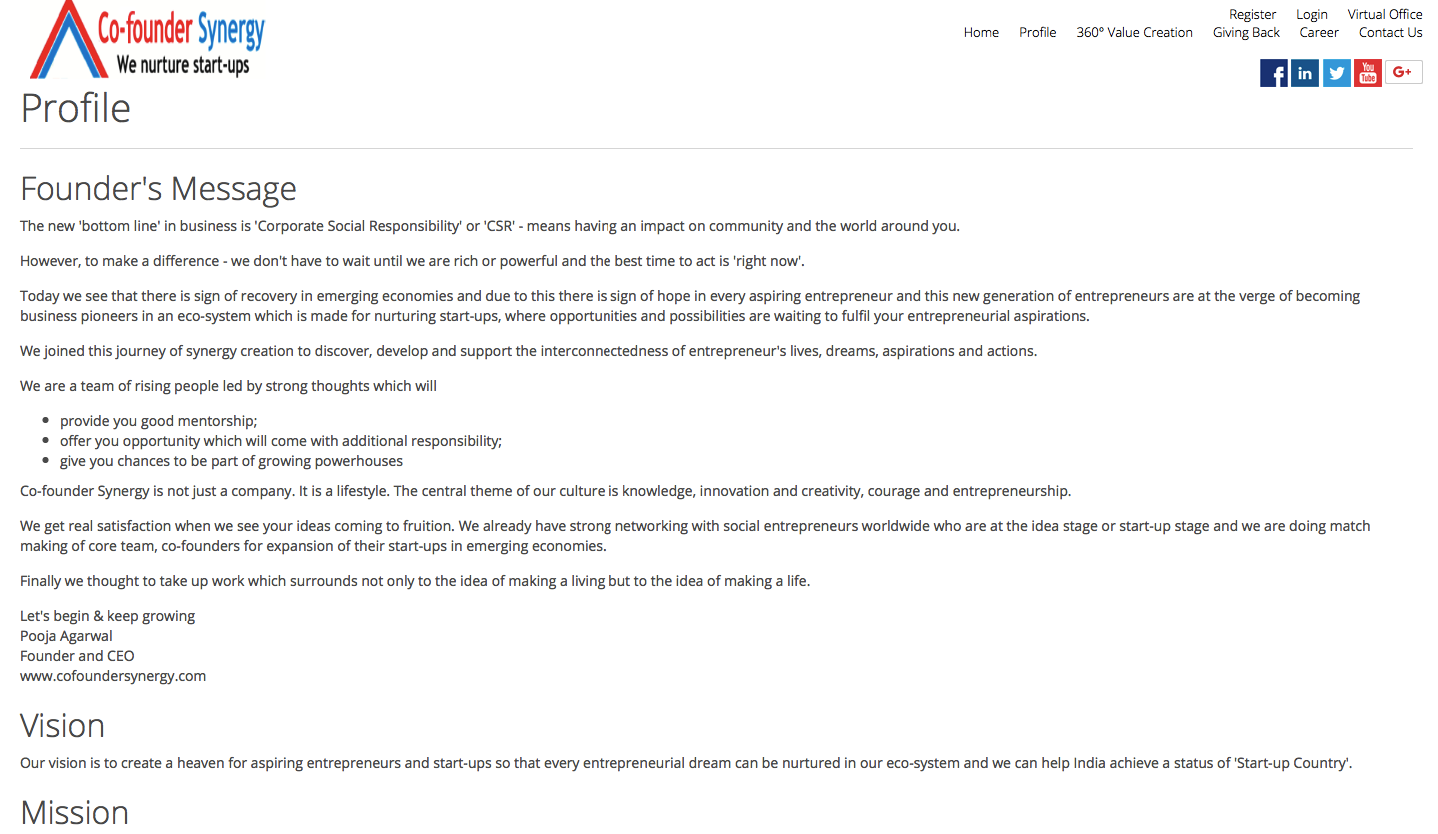 Co-founder Synergy
We nurture start-ups
Register Login Virtual Office
Home Profile 360° Value Creation Giving Back Career Contact Us
f in You Tube G+
Profile
Founder's Message
The new 'bottom line' in business is 'Corporate Social Responsibility' or 'CSR' - means having an impact on community and the world around you.
However, to make a difference - we don't have to wait until we are rich or powerful and the best time to act is 'right now'.
Today we see that there is sign of recovery in emerging economies and due to this there is sign of hope in every aspiring entrepreneur and this new generation of entrepreneurs are at the verge of becoming
business pioneers in an eco-system which is made for nurturing start-ups, where opportunities and possibilities are waiting to fulfil your entrepreneurial aspirations.
We joined this journey of synergy creation to discover, develop and support the interconnectedness of entrepreneur's lives, dreams, aspirations and actions.
We are a team of rising people led by strong thoughts which will
• provide you good mentorship;
• offer you opportunity which will come with additional responsibility;
• give you chances to be part of growing powerhouses
Co-founder Synergy is not just a company. It is a lifestyle. The central theme of our culture is knowledge, innovation and creativity, courage and entrepreneurship.
We get real satisfaction when we see your ideas coming to fruition. We already have strong networking with social entrepreneurs worldwide who are at the idea stage or start-up stage and we are doing match
making of core team, co-founders for expansion of their start-ups in emerging economies.
Finally we thought to take up work which surrounds not only to the idea of making a living but to the idea of making a life.
Let's begin & keep growing
Pooja Agarwal
Founder and CEO
www.cofoundersynergy.com
Vision
Our vision is to create a heaven for aspiring entrepreneurs and start-ups so that every entrepreneurial dream can be nurtured in our eco-system and we can help India achieve a status of 'Start-up Country'.
Mission